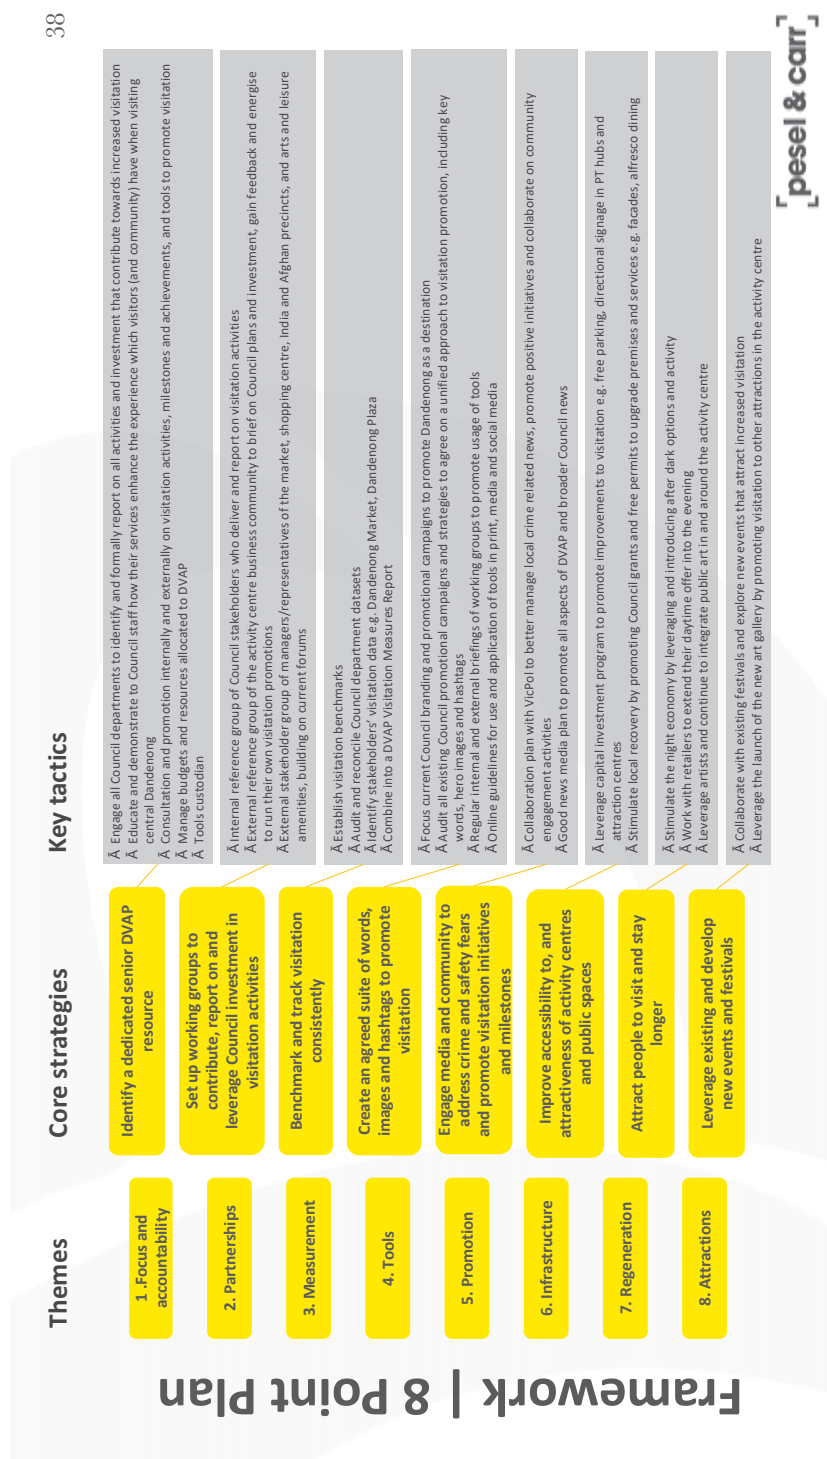 38
Framework | 8 Point Plan
Themes
Core strategies
Key tactics
1 .Focus and
accountability
Identify a dedicated senior DVAP
resource
Ā Engage all Council departments to identify and formally report on all activities and investment that contribute towards increased visitation
Ā Educate and demonstrate to Council staff how their services enhance the experience which visitors (and community) have when visiting
central Dandenong
Ā Consultation and promotion internally and externally on visitation activities, milestones and achievements, and tools to promote visitation
Ā Manage budgets and resources allocated to DVAP
Ā Tools custodian
2. Partnerships
Set up working groups to
contribute, report on and
leverage Council investment in
visitation activities
Ā Internal reference group of Council stakeholders who deliver and report on visitation activities
Ā External reference group of the activity centre business community to brief on Council plans and investment, gain feedback and energise
to run their own visitation promotions
Ā External stakeholder group of managers/representatives of the market, shopping centre, India and Afghan precincts, and arts and leisure
amenities, building on current forums
3. Measurement
Benchmark and track visitation
consistently
Ā Establish visitation benchmarks
Ā Audit and reconcile Council department datasets
Ā Identify stakeholders' visitation data e.g. Dandenong Market, Dandenong Plaza
Ā Combine into a DVAP Visitation Measures Report
4. Tools
Create an agreed suite of words,
images and hashtags to promote
visitation
Ā Focus current Council branding and promotional campaigns to promote Dandenong as a destination
Ā Audit all existing Council promotional campaigns and strategies to agree on a unified approach to visitation promotion, including key
words, hero images and hashtags
Ā Regular internal and external briefings of working groups to promote usage of tools
Ā Online guidelines for use and application of tools in print, media and social media
5. Promotion
Engage media and community to
address crime and safety fears
and promote visitation initiatives
and milestones
Ā Collaboration plan with VicPol to better manage local crime related news, promote positive initiatives and collaborate on community
engagement activities
Ā Good news media plan to promote all aspects of DVAP and broader Council news
6. Infrastructure
Improve accessibility to, and
attractiveness of activity centres
and public spaces
Ā Leverage capital investment program to promote improvements to visitation e.g. free parking, directional signage in PT hubs and
attraction centres
Ā Stimulate local recovery by promoting Council grants and free permits to upgrade premises and services e.g. facades, alfresco dining
7. Regeneration
Attract people to visit and stay
longer
Ā Stimulate the night economy by leveraging and introducing after dark options and activity
Ā Work with retailers to extend their daytime offer into the evening
Ā Leverage artists and continue to integrate public art in and around the activity centre
8. Attractions
Leverage existing and develop
new events and festivals
Ā Collaborate with existing festivals and explore new events that attract increased visitation
Ā Leverage the launch of the new art gallery by promoting visitation to other attractions in the activity centre
pesel & carr